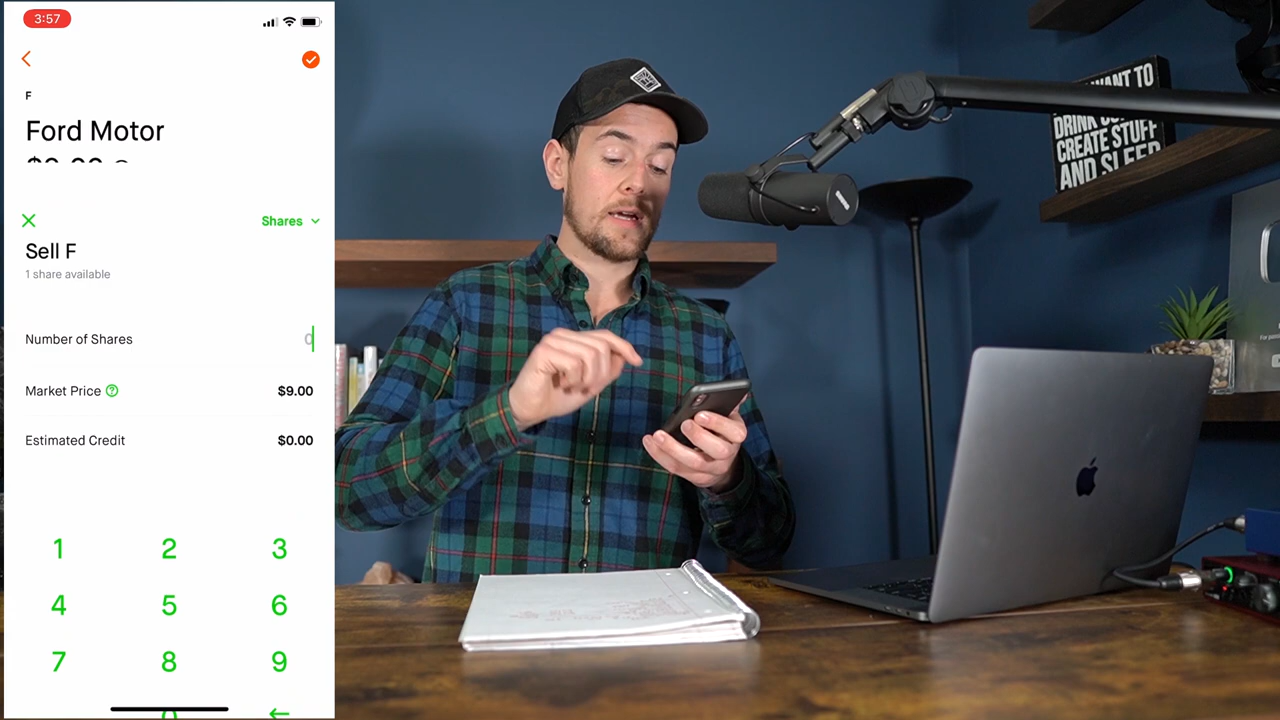 3:57
F
Ford Motor
Shares
Sell F
1 share available
Number of Shares
0
Market Price ?
$9.00
Estimated Credit
$0.00
1 2 3
4 5 6
7 8 9
WANT TO
CREATE STUFF
AND SLEEP